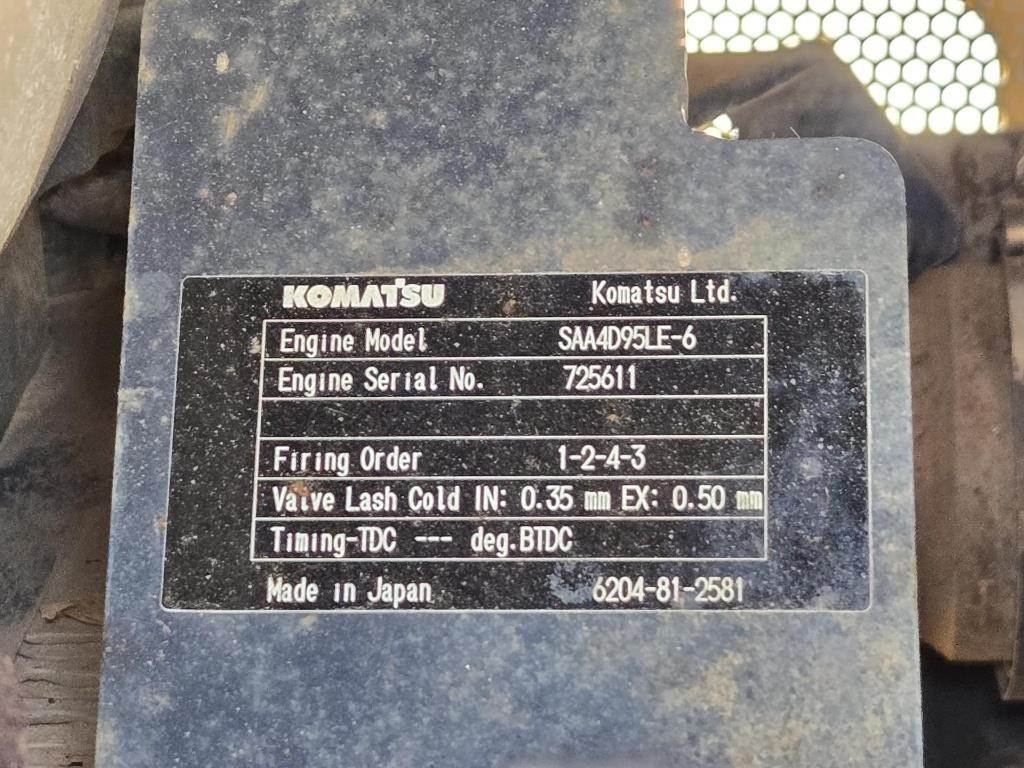 KOMATSU Komatsu Ltd.
Engine Model SAA4D95LE-6
Engine Serial No. 725611
Firing Order 1-2-4-3
Valve Lash Cold IN: 0.35 mm EX: 0.50 mm
Timing-TDC --- deg.BTDC
Made in Japan 6204-81-2581